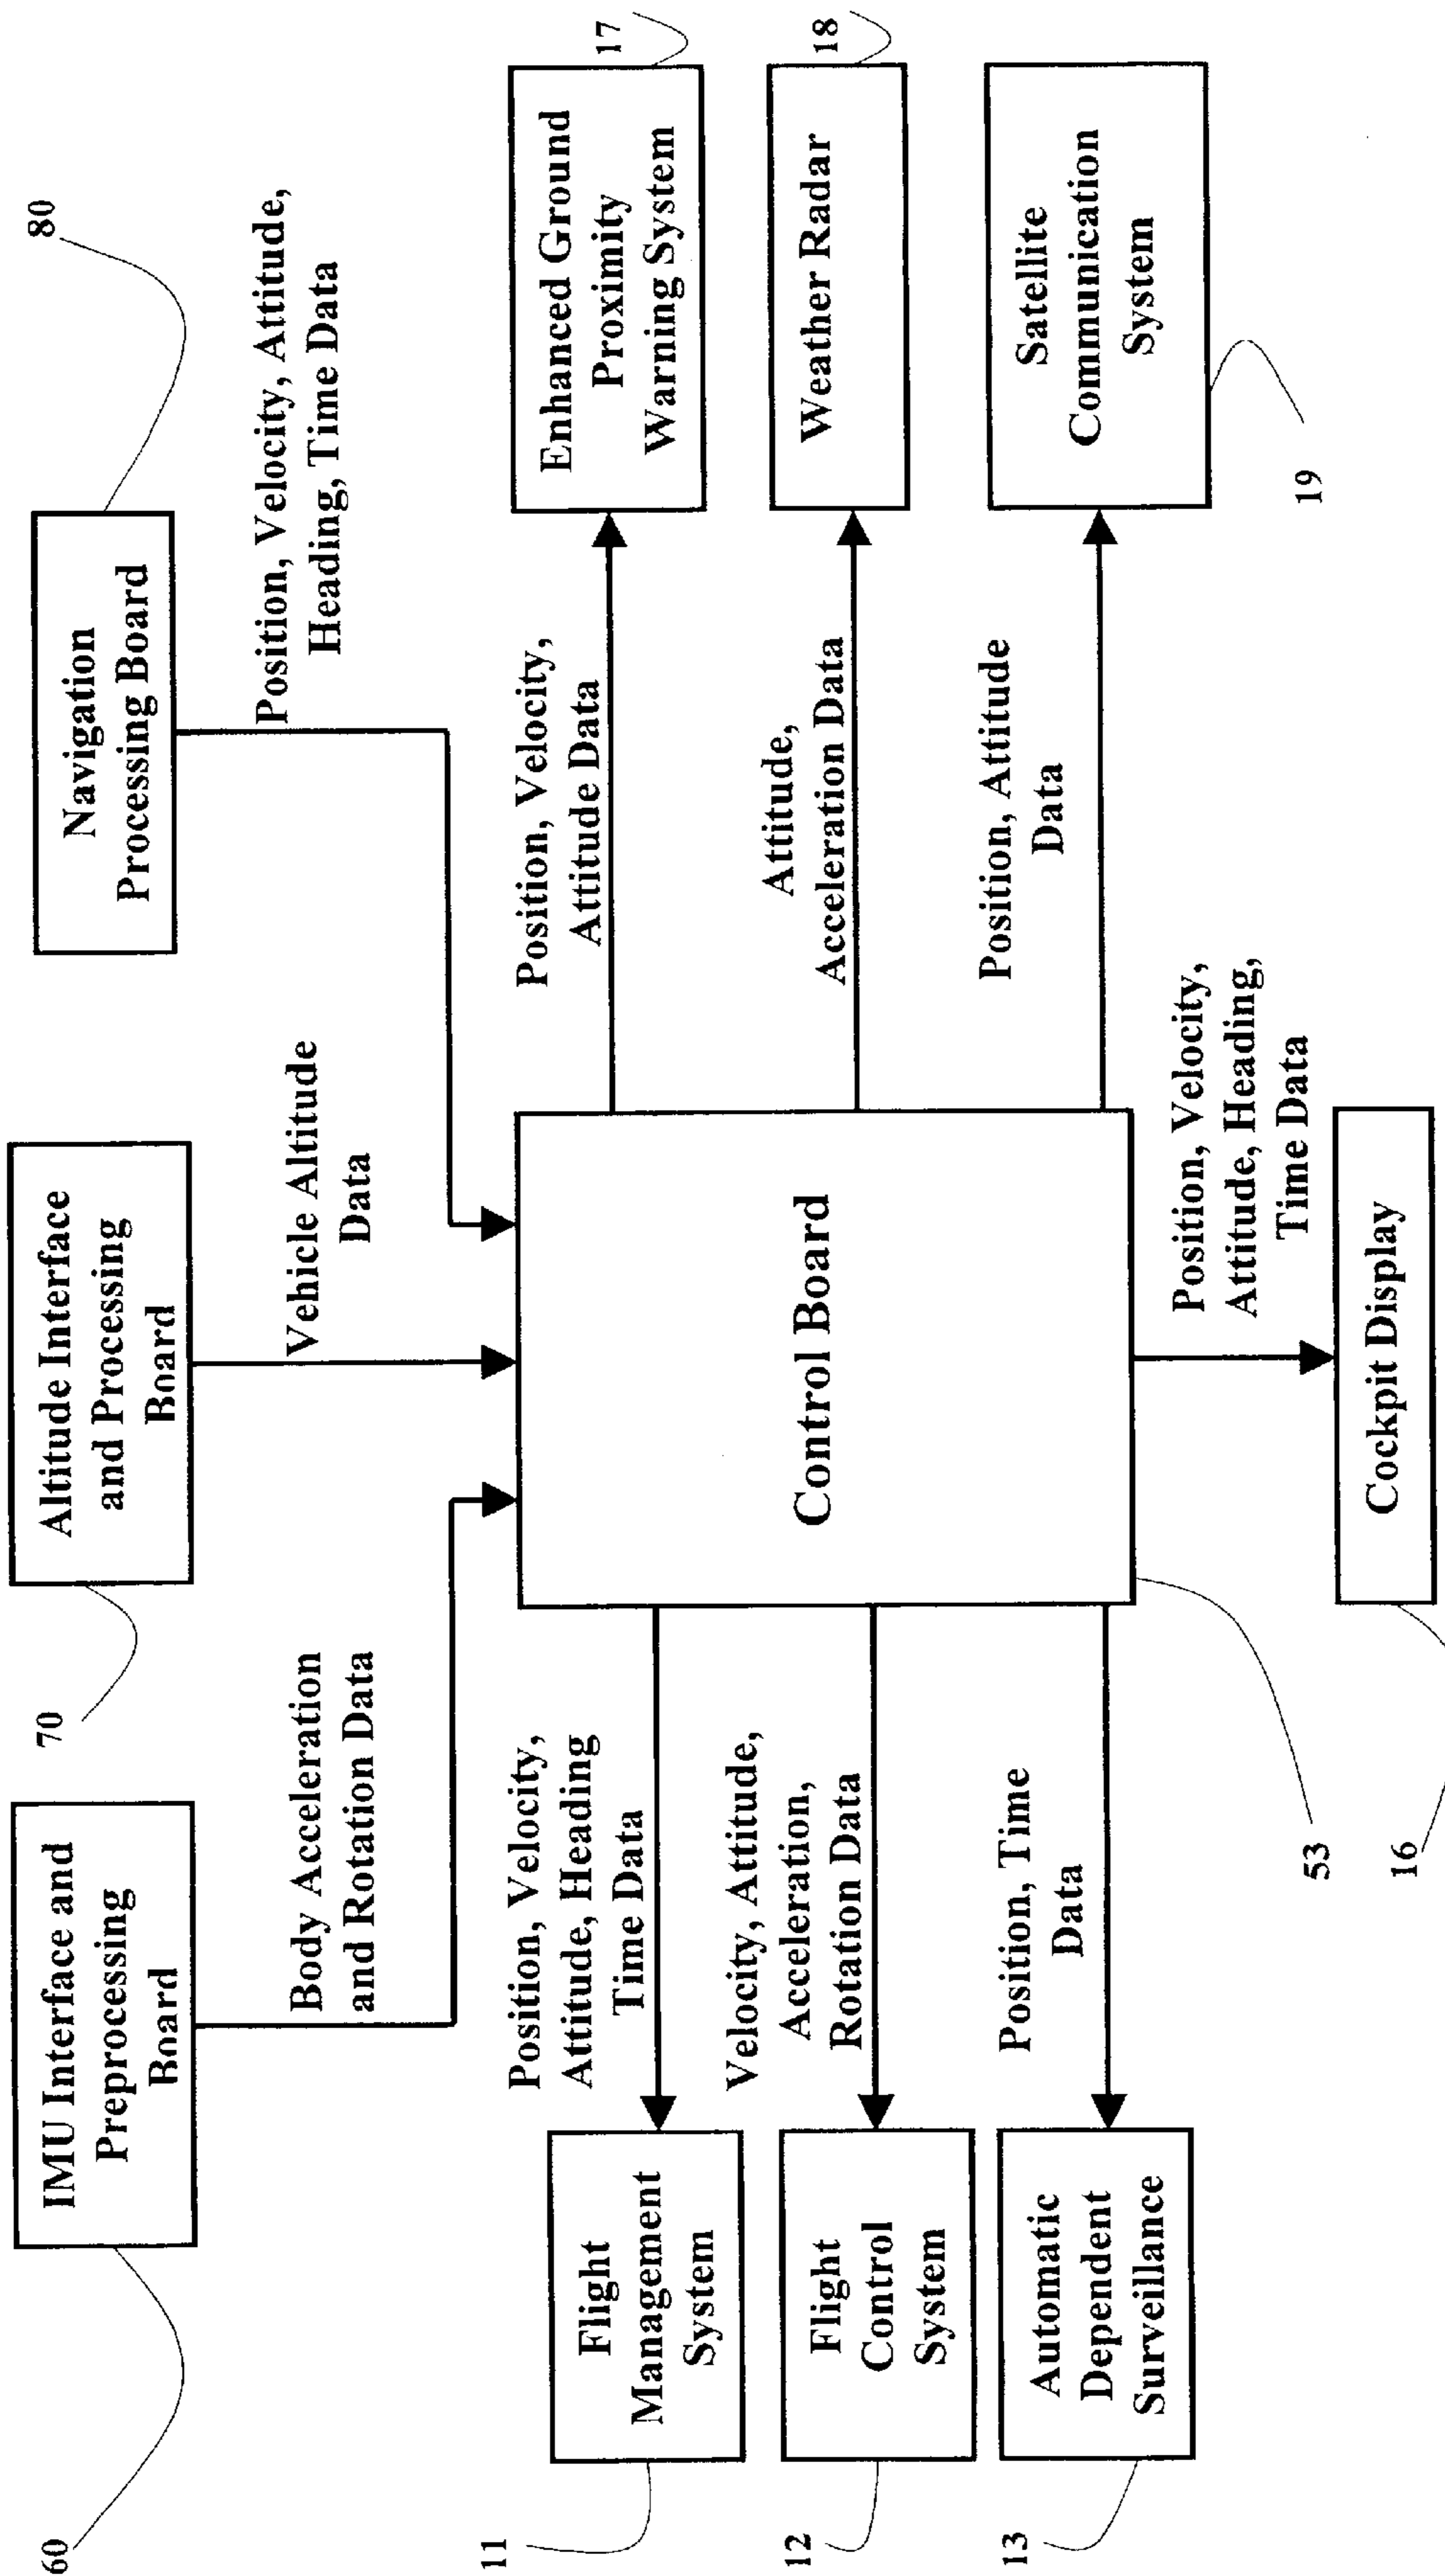 60
IMU Interface and
Preprocessing
Board
70
Altitude Interface
and Processing
Board
80
Navigation
Processing Board
Body Acceleration
and Rotation Data
Vehicle Altitude
Data
Position, Velocity, Attitude,
Heading, Time Data
11
Flight
Management
System
Position, Velocity,
Attitude, Heading
Time Data
12
Flight
Control
System
Velocity, Attitude,
Acceleration,
Rotation Data
13
Automatic
Dependent
Surveillance
Position, Time
Data
Control Board
53
Position, Velocity,
Attitude Data
Enhanced Ground
Proximity
Warning System
17
Attitude,
Acceleration Data
Weather Radar
18
Position, Attitude
Data
Satellite
Communication
System
19
Position, Velocity,
Attitude, Heading,
Time Data
16
Cockpit Display